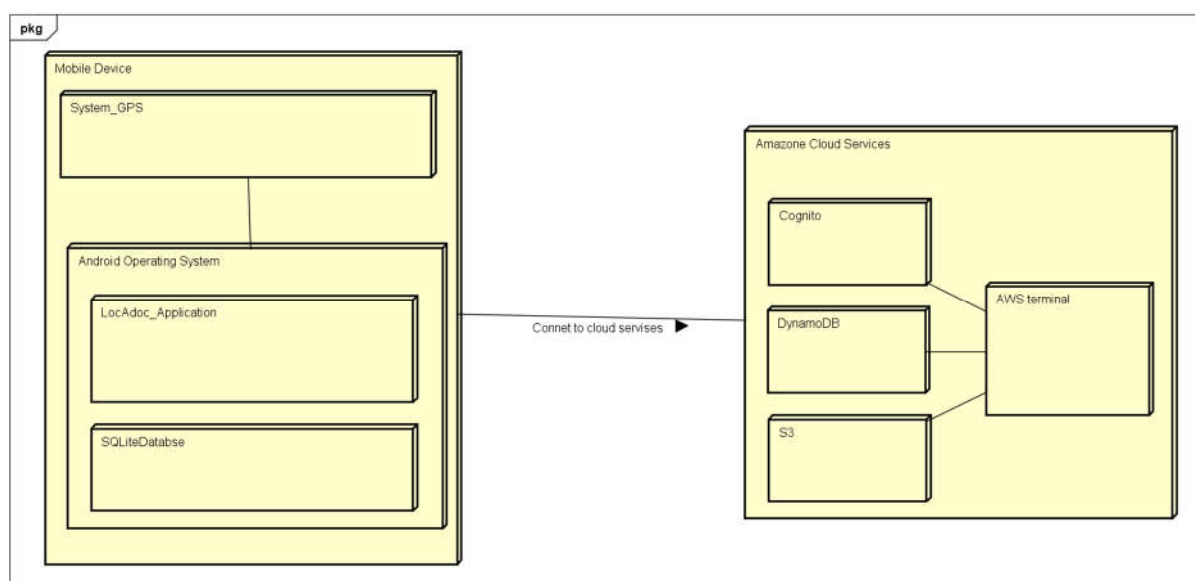 pkg
Mobile Device
System_GPS
Android Operating System
LocAdoc_Application
SQLiteDatabse
Connet to cloud servises
Amazone Cloud Services
Cognito
DynamoDB
S3
AWS terminal